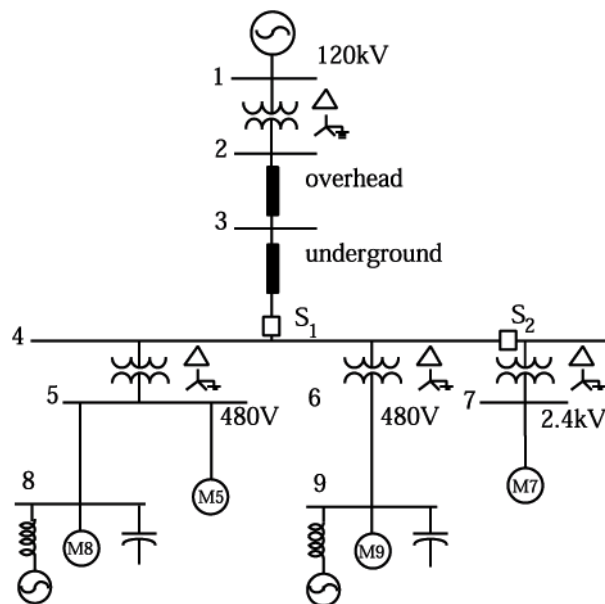 120kV
1
2
overhead
3
underground
S1
S2
4
5
480V
6
480V
7
2.4kV
M5
M7
8
9
M8
M9